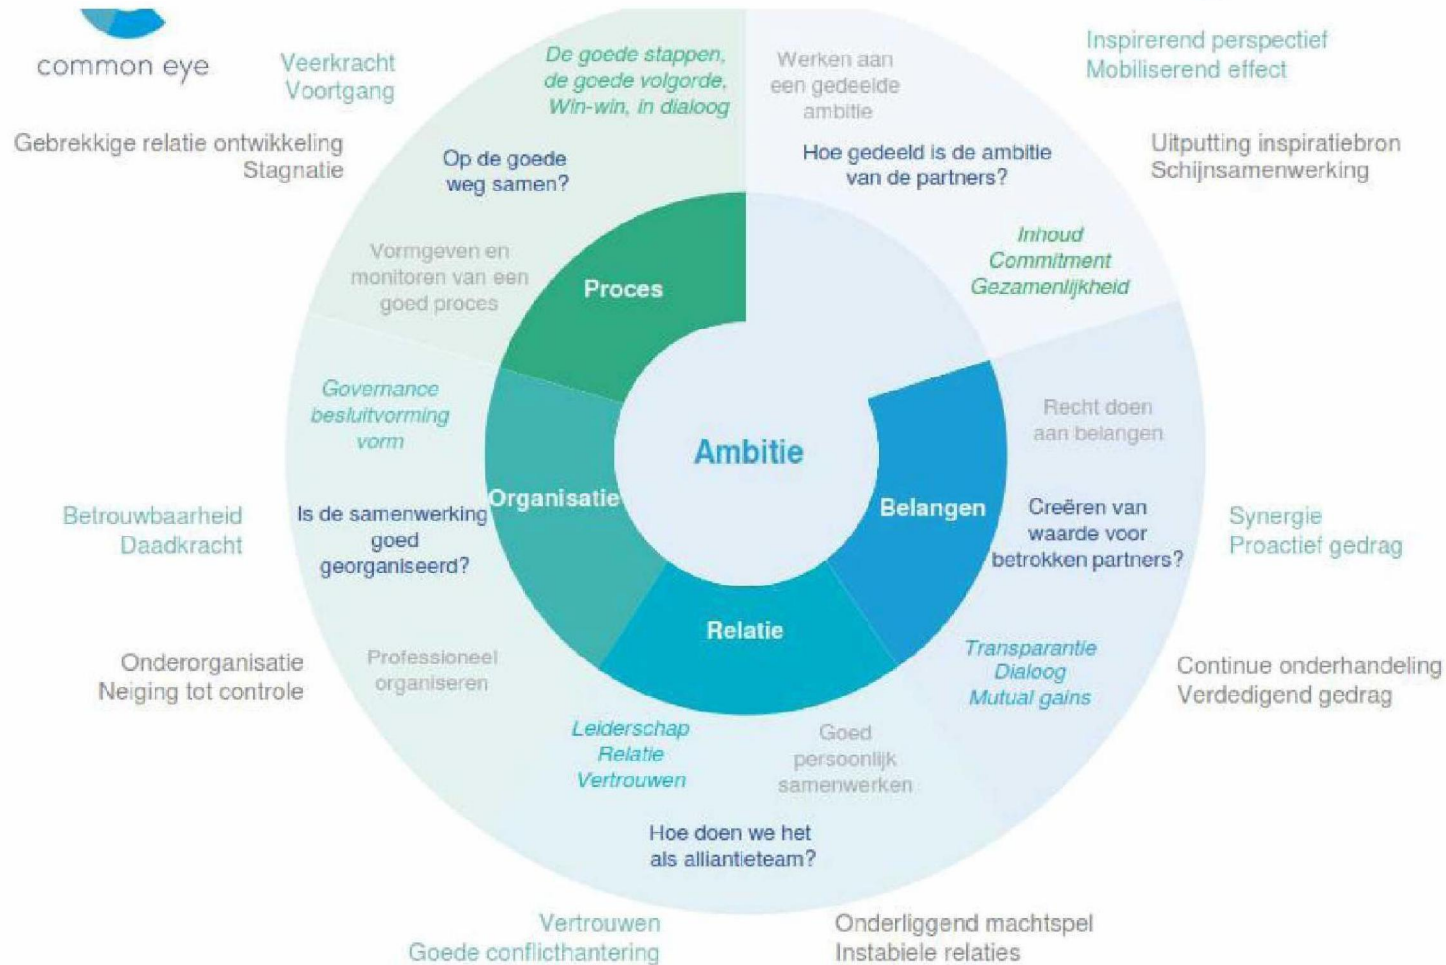 common eye
Veerkracht
Voortgang
Gebrekkige relatie ontwikkeling
Stagnatie
De goede stappen,
de goede volgorde,
Win-win, in dialoog
Op de goede
weg samen?
Vormgeven en
monitoren van een
goed proces
Proces
Werken aan
een gedeelde
ambitie
Hoe gedeeld is de ambitie
van de partners?
Inhoud
Commitment
Gezamenlijkheid
Inspirerend perspectief
Mobiliserend effect
Uitputting inspiratiebron
Schijnsamenwerking
Ambitie
Governance
besluitvorming
vorm
Is de samenwerking
goed
georganiseerd?
Professioneel
organiseren
Organisatie
Betrouwbaarheid
Daadkracht
Onderorganisatie
Neiging tot controle
Belangen
Recht doen
aan belangen
Creëren van
waarde voor
betrokken partners?
Transparantie
Dialoog
Mutual gains
Synergie
Proactief gedrag
Continue onderhandeling
Verdedigend gedrag
Relatie
Leiderschap
Relatie
Vertrouwen
Goed
persoonlijk
samenwerken
Hoe doen we het
als alliantieteam?
Vertrouwen
Goede conflicthantering
Onderliggend machtspel
Instabiele relaties